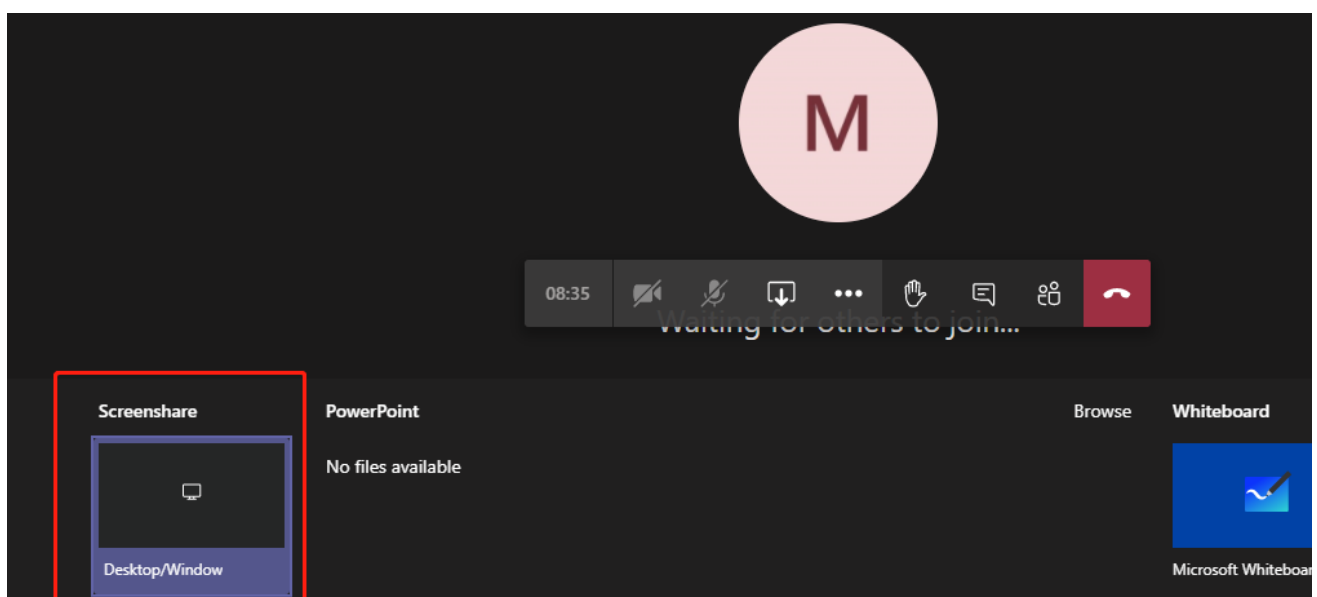 M
08:35
Waiting for others to join...
Screenshare
PowerPoint
Browse
Whiteboard
No files available
Desktop/Window
Microsoft Whiteboar